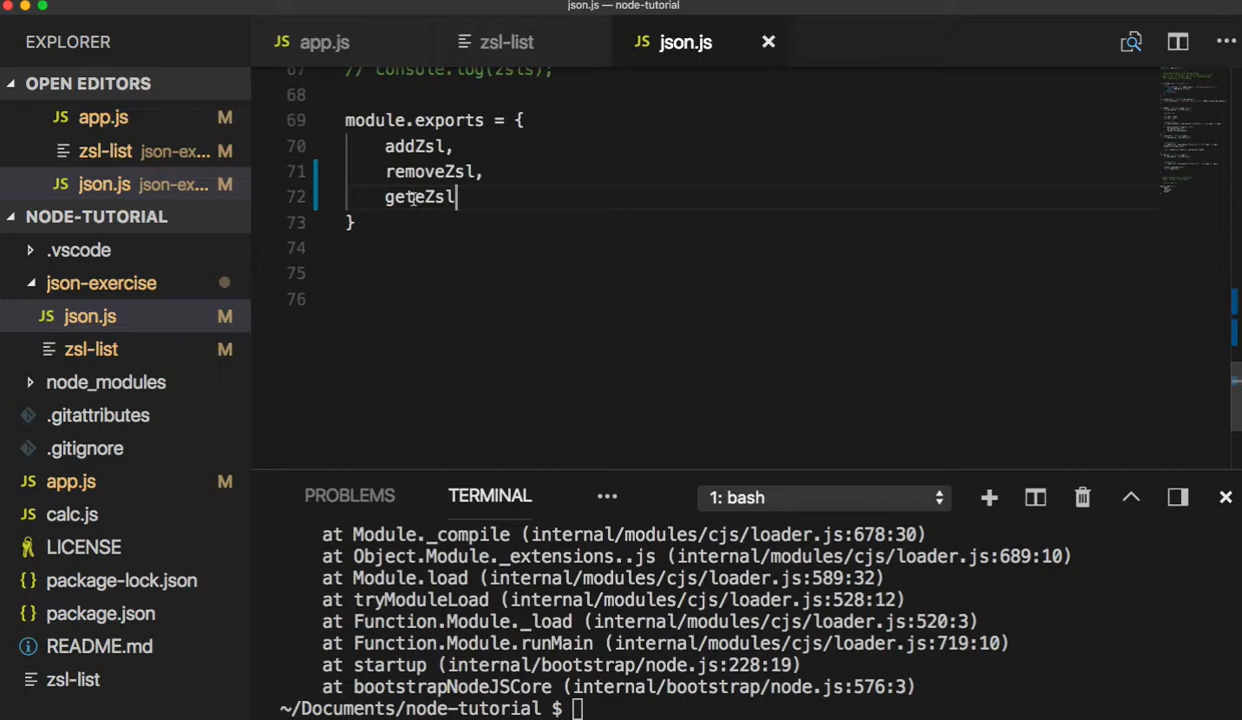 json.js — node-tutorial
EXPLORER
JS app.js
zsl-list
JS json.js
OPEN EDITORS
JS app.js M
zsl-list json-ex... M
JS json.js json-ex... M
NODE-TUTORIAL
.vscode
json-exercise
JS json.js M
zsl-list M
node_modules
.gitattributes
.gitignore
JS app.js M
JS calc.js
LICENSE
{} package-lock.json
{} package.json
README.md
zsl-list
67 // console.log(zsls);
68
69 module.exports = {
70 addZsl,
71 removeZsl,
72 geteZsl
73 }
74
75
76
PROBLEMS TERMINAL ... 1: bash
at Module._compile (internal/modules/cjs/loader.js:678:30)
at Object.Module._extensions..js (internal/modules/cjs/loader.js:689:10)
at Module.load (internal/modules/cjs/loader.js:589:32)
at tryModuleLoad (internal/modules/cjs/loader.js:528:12)
at Function.Module._load (internal/modules/cjs/loader.js:520:3)
at Function.Module.runMain (internal/modules/cjs/loader.js:719:10)
at startup (internal/bootstrap/node.js:228:19)
at bootstrapNodeJSCore (internal/bootstrap/node.js:576:3)
~/Documents/node-tutorial $